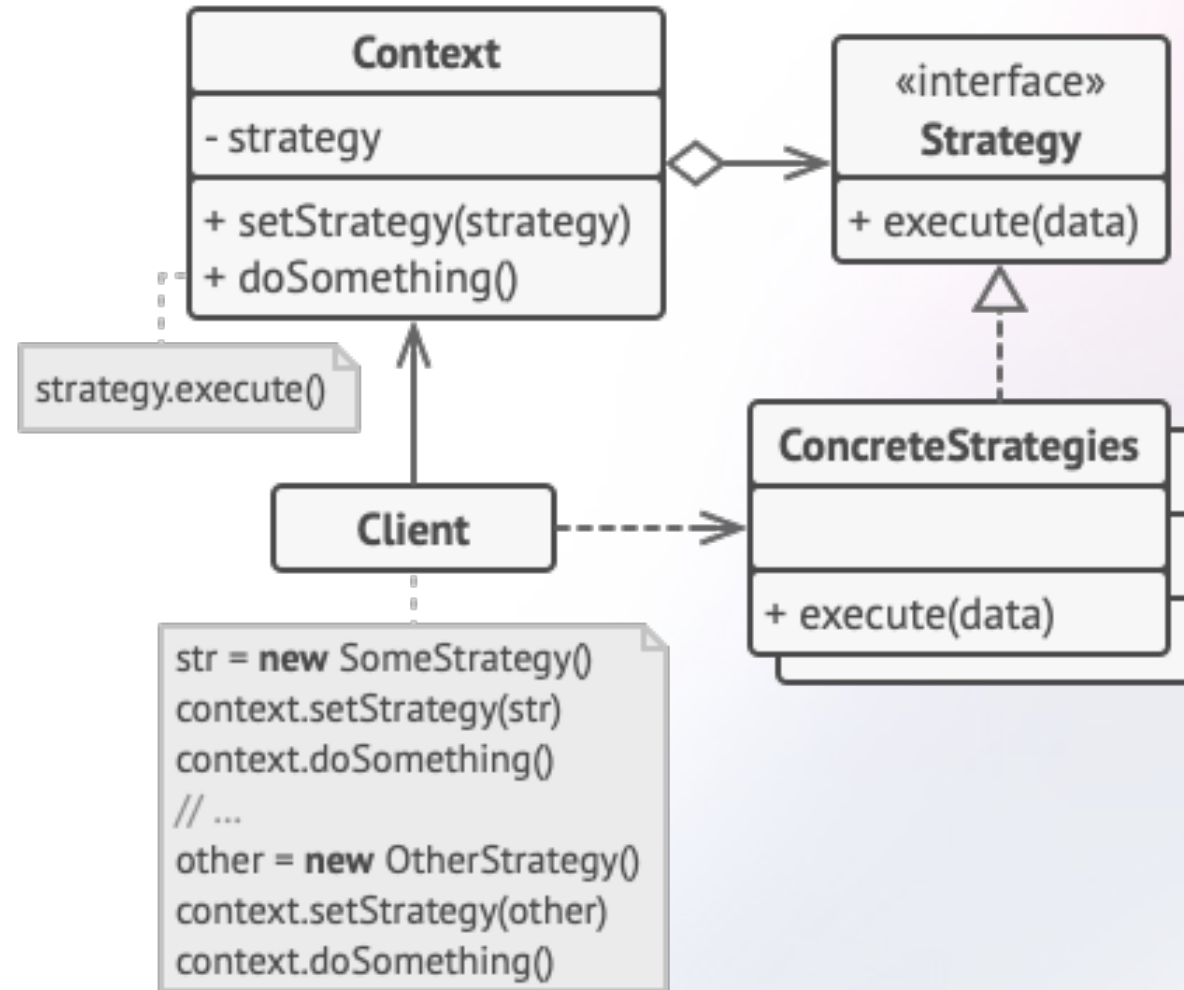 Context
- strategy
+ setStrategy(strategy)
+ doSomething()
«interface»
Strategy
+ execute(data)
strategy.execute()
ConcreteStrategies
+ execute(data)
Client
str = new SomeStrategy()
context.setStrategy(str)
context.doSomething()
// ...
other = new OtherStrategy()
context.setStrategy(other)
context.doSomething()